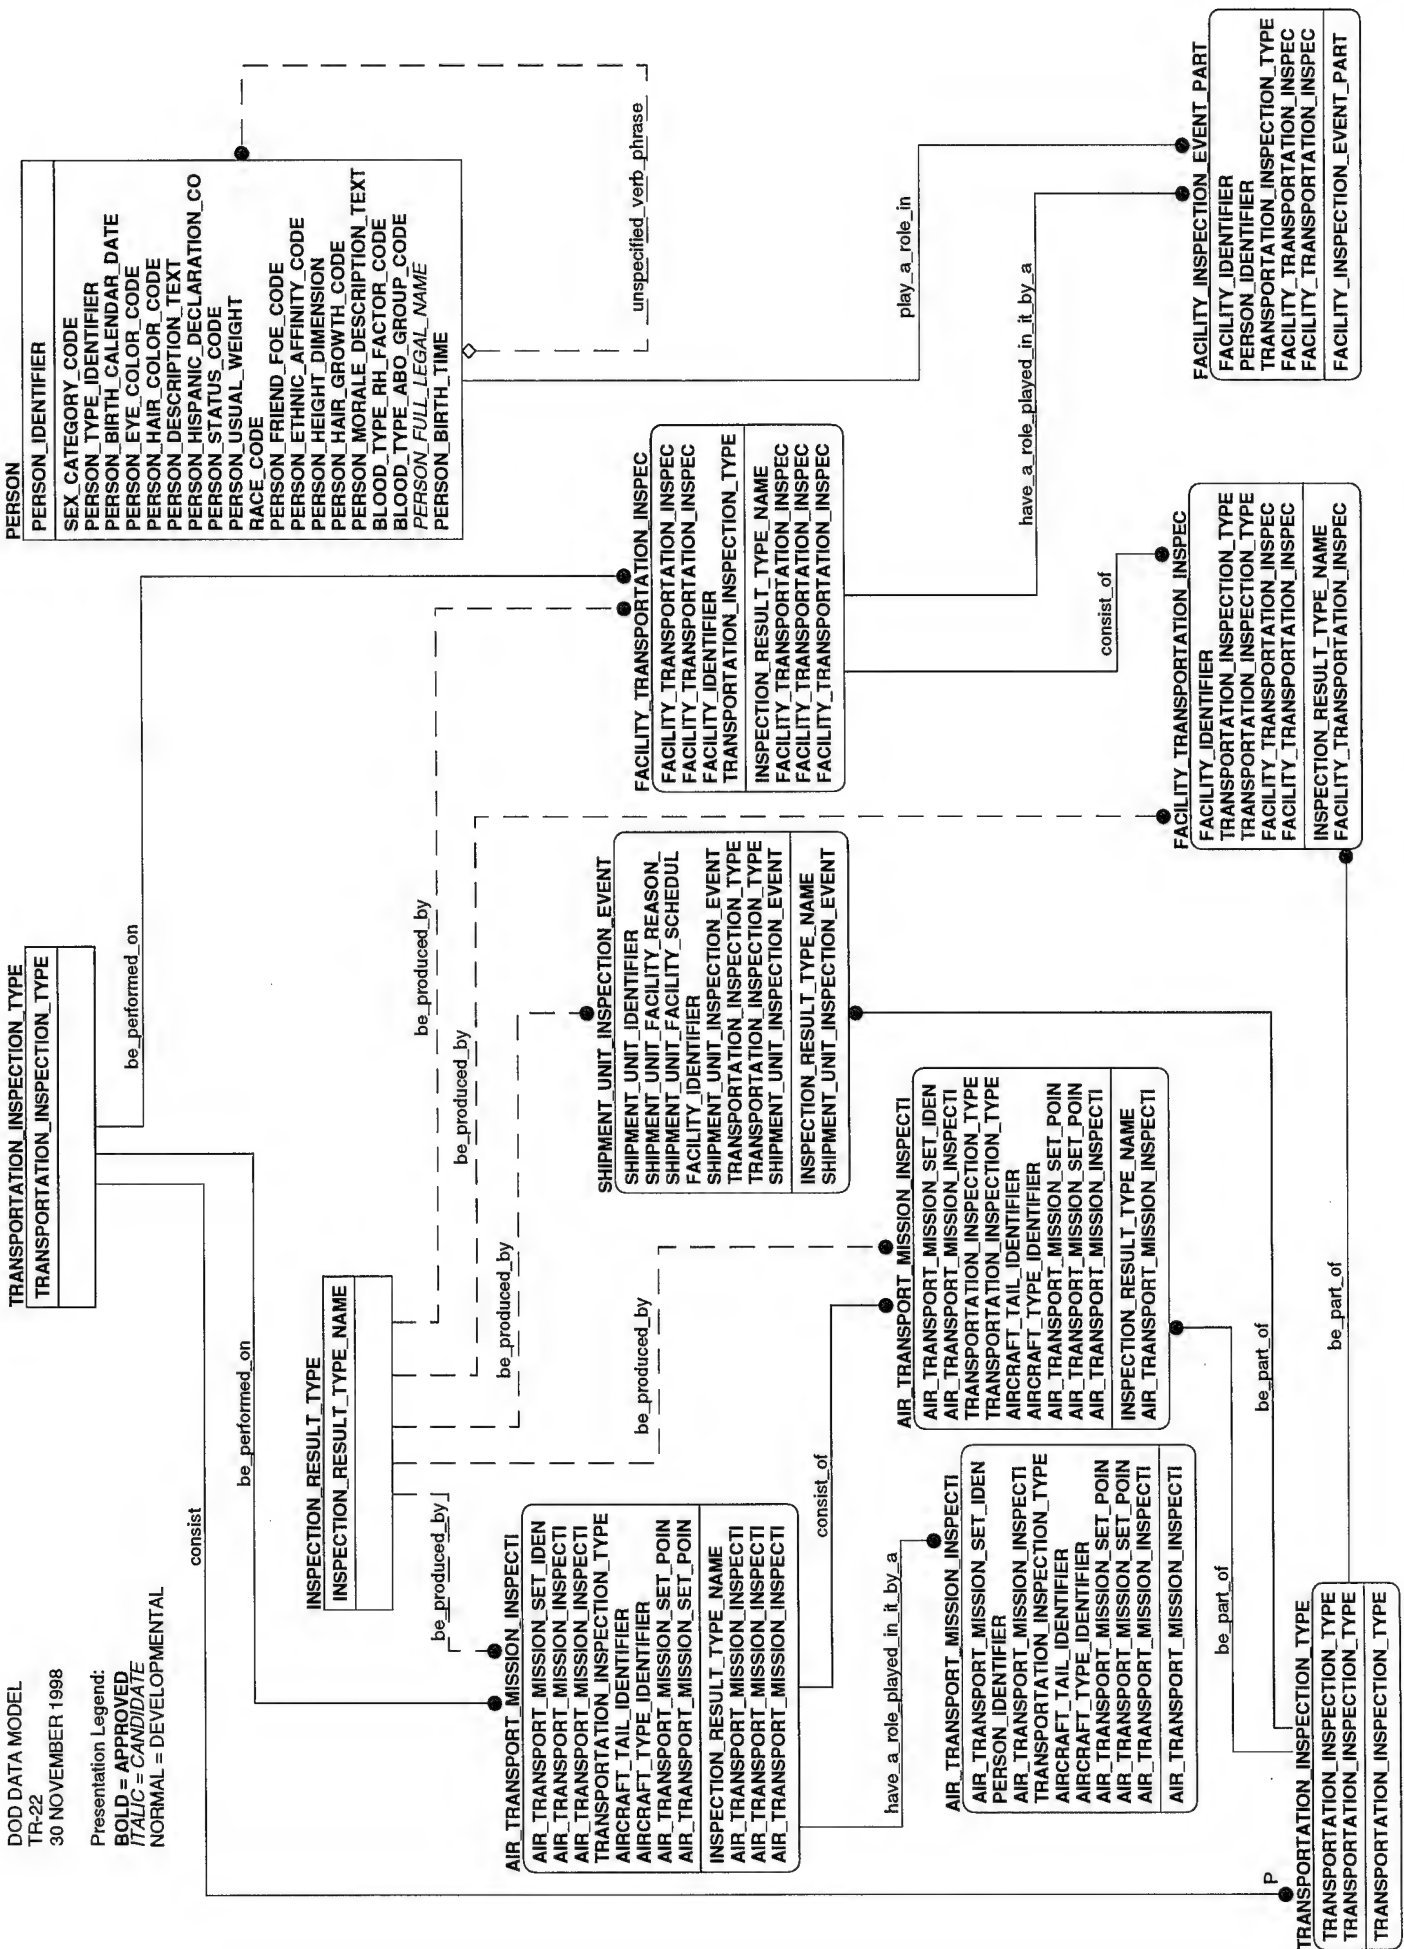 DOD DATA MODEL
TR-22
30 NOVEMBER 1998
Presentation Legend:
BOLD = APPROVED
ITALIC = CANDIDATE
NORMAL = DEVELOPMENTAL
TRANSPORTATION_INSPECTION_TYPE
TRANSPORTATION_INSPECTION_TYPE
consist
be_performed_on
be_performed_on
PERSON
PERSON_IDENTIFIER
SEX_CATEGORY_CODE
PERSON_TYPE_IDENTIFIER
PERSON_BIRTH_CALENDAR_DATE
PERSON_EYE_COLOR_CODE
PERSON_HAIR_COLOR_CODE
PERSON_DESCRIPTION_TEXT
PERSON_HISPANIC_DECLARATION_CO
PERSON_STATUS_CODE
PERSON_USUAL_WEIGHT
RACE_CODE
PERSON_FRIEND_FOE_CODE
PERSON_ETHNIC_AFFINITY_CODE
PERSON_HEIGHT_DIMENSION
PERSON_HAIR_GROWTH_CODE
PERSON_MORALE_DESCRIPTION_TEXT
BLOOD_TYPE_RH_FACTOR_CODE
BLOOD_TYPE_ABO_GROUP_CODE
PERSON_FULL_LEGAL_NAME
PERSON_BIRTH_TIME
unspecified_verb_phrase
INSPECTION_RESULT_TYPE
INSPECTION_RESULT_TYPE_NAME
be_produced_by
be_produced_by
be_produced_by
be_produced_by
be_produced_by
AIR_TRANSPORT_MISSION_INSPECTI
AIR_TRANSPORT_MISSION_SET_IDEN
AIR_TRANSPORT_MISSION_INSPECTI
AIR_TRANSPORT_MISSION_INSPECTI
TRANSPORTATION_INSPECTION_TYPE
AIRCRAFT_TAIL_IDENTIFIER
AIRCRAFT_TYPE_IDENTIFIER
AIR_TRANSPORT_MISSION_SET_POIN
AIR_TRANSPORT_MISSION_SET_POIN
INSPECTION_RESULT_TYPE_NAME
AIR_TRANSPORT_MISSION_INSPECTI
AIR_TRANSPORT_MISSION_INSPECTI
AIR_TRANSPORT_MISSION_INSPECTI
SHIPMENT_UNIT_INSPECTION_EVENT
SHIPMENT_UNIT_IDENTIFIER
SHIPMENT_UNIT_FACILITY_REASON_
SHIPMENT_UNIT_FACILITY_SCHEDUL
FACILITY_IDENTIFIER
SHIPMENT_UNIT_INSPECTION_EVENT
TRANSPORTATION_INSPECTION_TYPE
TRANSPORTATION_INSPECTION_TYPE
SHIPMENT_UNIT_INSPECTION_EVENT
INSPECTION_RESULT_TYPE_NAME
SHIPMENT_UNIT_INSPECTION_EVENT
FACILITY_TRANSPORTATION_INSPEC
FACILITY_TRANSPORTATION_INSPEC
FACILITY_TRANSPORTATION_INSPEC
FACILITY_IDENTIFIER
TRANSPORTATION_INSPECTION_TYPE
INSPECTION_RESULT_TYPE_NAME
FACILITY_TRANSPORTATION_INSPEC
FACILITY_TRANSPORTATION_INSPEC
FACILITY_TRANSPORTATION_INSPEC
consist_of
have_a_role_played_in_it_by_a
play_a_role_in
have_a_role_played_in_it_by_a
consist_of
AIR_TRANSPORT_MISSION_INSPECTI
AIR_TRANSPORT_MISSION_SET_IDEN
PERSON_IDENTIFIER
AIR_TRANSPORT_MISSION_INSPECTI
TRANSPORTATION_INSPECTION_TYPE
AIRCRAFT_TAIL_IDENTIFIER
AIRCRAFT_TYPE_IDENTIFIER
AIR_TRANSPORT_MISSION_SET_POIN
AIR_TRANSPORT_MISSION_SET_POIN
AIR_TRANSPORT_MISSION_INSPECTI
AIR_TRANSPORT_MISSION_INSPECTI
AIR_TRANSPORT_MISSION_INSPECTI
AIR_TRANSPORT_MISSION_SET_IDEN
AIR_TRANSPORT_MISSION_INSPECTI
TRANSPORTATION_INSPECTION_TYPE
TRANSPORTATION_INSPECTION_TYPE
AIRCRAFT_TAIL_IDENTIFIER
AIRCRAFT_TYPE_IDENTIFIER
AIR_TRANSPORT_MISSION_SET_POIN
AIR_TRANSPORT_MISSION_SET_POIN
AIR_TRANSPORT_MISSION_INSPECTI
INSPECTION_RESULT_TYPE_NAME
AIR_TRANSPORT_MISSION_INSPECTI
FACILITY_TRANSPORTATION_INSPEC
FACILITY_IDENTIFIER
TRANSPORTATION_INSPECTION_TYPE
TRANSPORTATION_INSPECTION_TYPE
FACILITY_TRANSPORTATION_INSPEC
FACILITY_TRANSPORTATION_INSPEC
INSPECTION_RESULT_TYPE_NAME
FACILITY_TRANSPORTATION_INSPEC
FACILITY_INSPECTION_EVENT_PART
FACILITY_IDENTIFIER
PERSON_IDENTIFIER
TRANSPORTATION_INSPECTION_TYPE
FACILITY_TRANSPORTATION_INSPEC
FACILITY_TRANSPORTATION_INSPEC
FACILITY_INSPECTION_EVENT_PART
be_part_of
be_part_of
be_part_of
P
TRANSPORTATION_INSPECTION_TYPE
TRANSPORTATION_INSPECTION_TYPE
TRANSPORTATION_INSPECTION_TYPE
TRANSPORTATION_INSPECTION_TYPE